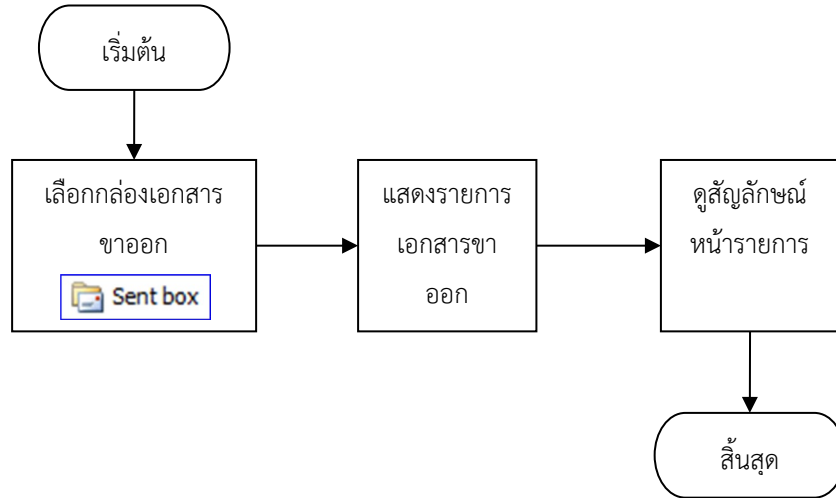 เริ่มต้น
เลือกกล่องเอกสาร
ขาออก
Sent box
แสดงรายการ
เอกสารขา
ออก
ดูสัญลักษณ์
หน้ารายการ
สิ้นสุด